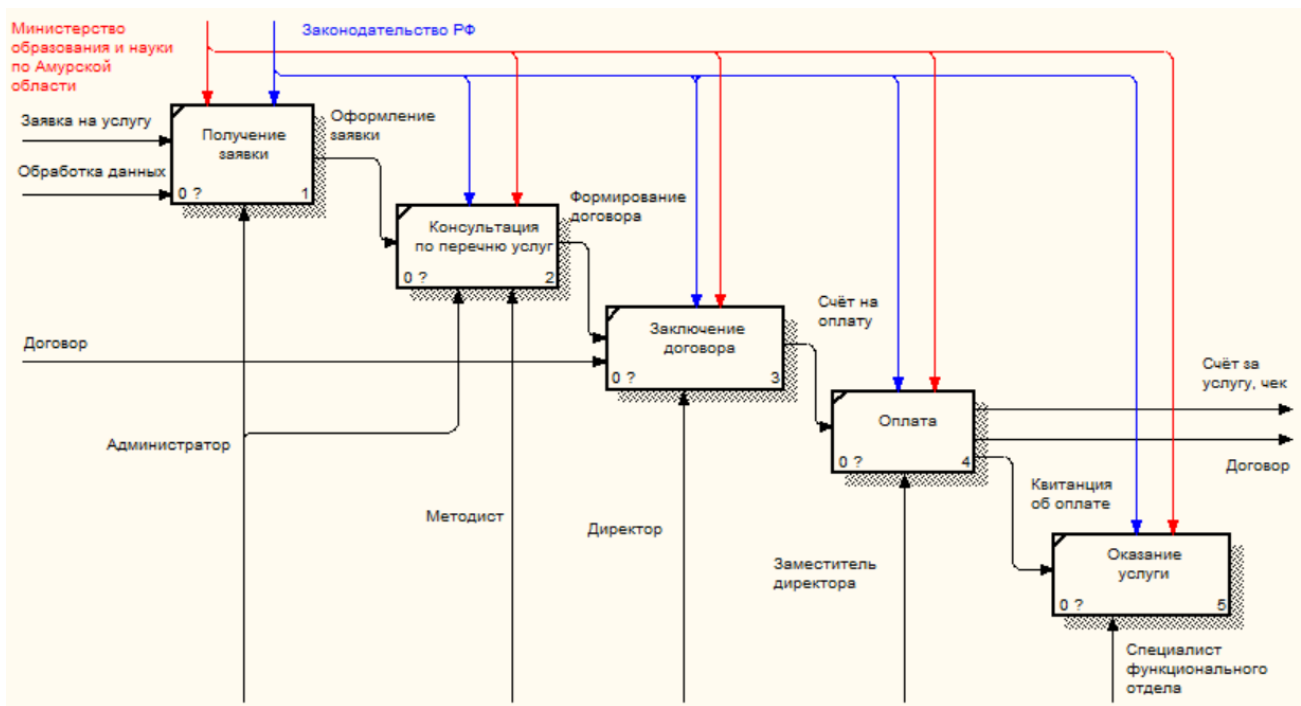 Министерство
образования и науки
по Амурской
области
Законодательство РФ
Заявка на услугу
Обработка данных
Получение
заявки
0 ?
1
Оформление
заявки
Консультация
по перечню услуг
0 ?
2
Формирование
договора
Договор
Заключение
договора
0 ?
3
Счёт на
оплату
Оплата
0 ?
4
Счёт за
услугу, чек
Договор
Квитанция
об оплате
Оказание
услуги
0 ?
5
Администратор
Методист
Директор
Заместитель
директора
Специалист
функционального
отдела